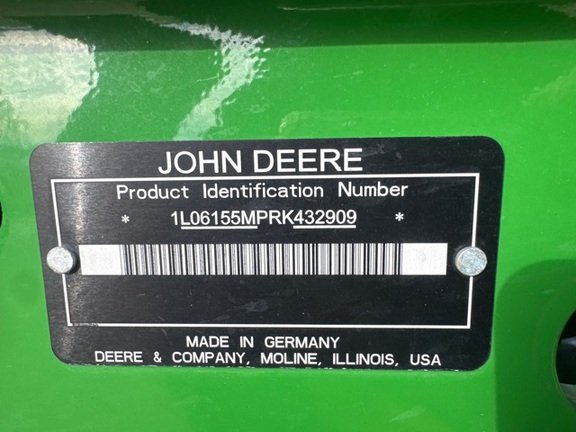 JOHN DEERE
Product Identification Number
* 1L06155MPRK432909 *
MADE IN GERMANY
DEERE & COMPANY, MOLINE, ILLINOIS, USA